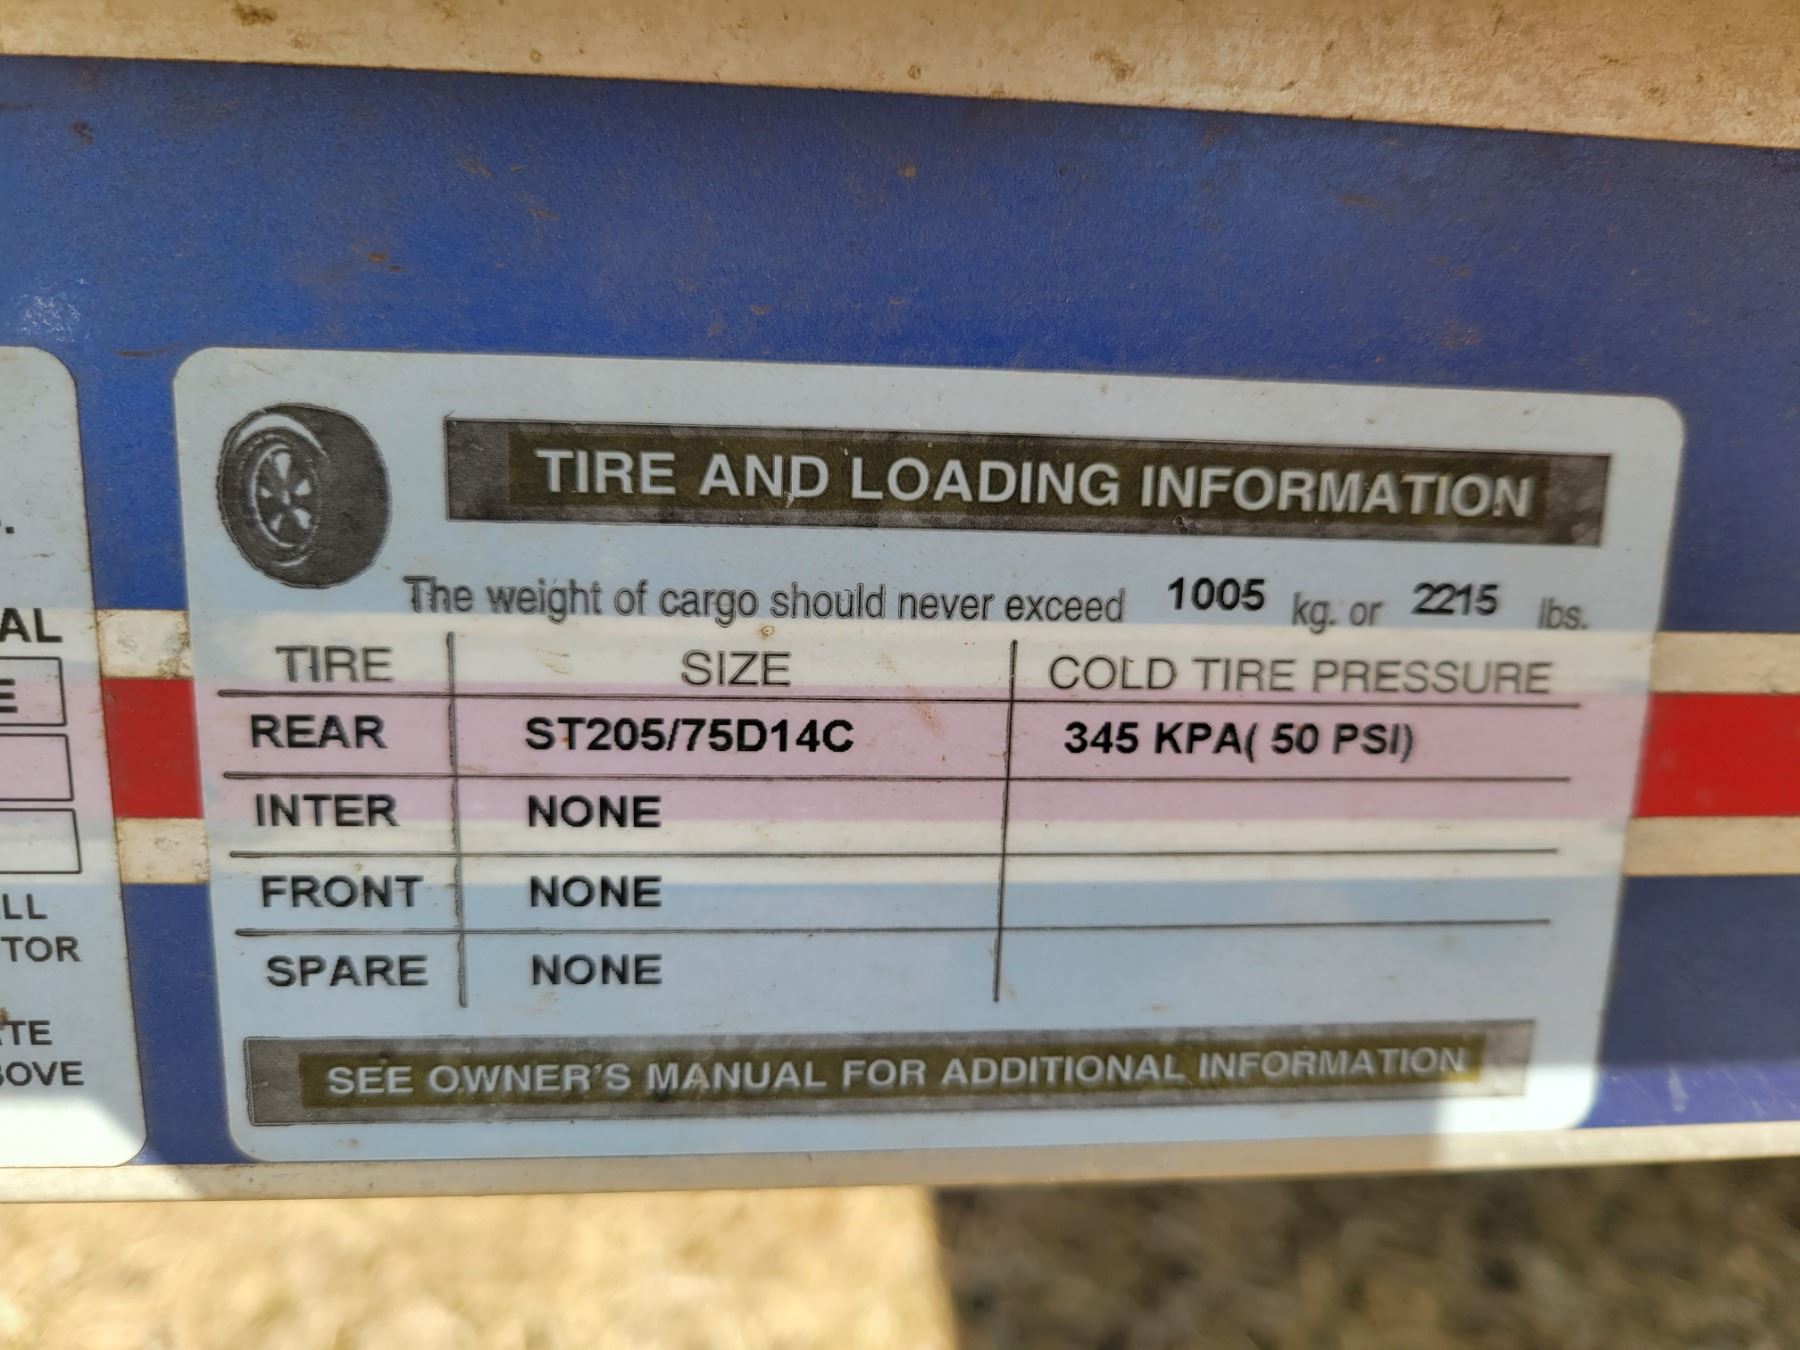 TIRE AND LOADING INFORMATION
The weight of cargo should never exceed 1005 kg. or 2215 lbs.
TIRE SIZE COLD TIRE PRESSURE
REAR ST205/75D14C 345 KPA( 50 PSI)
INTER NONE
FRONT NONE
SPARE NONE
SEE OWNER'S MANUAL FOR ADDITIONAL INFORMATION
AL
E
LL
TOR
TE
BOVE